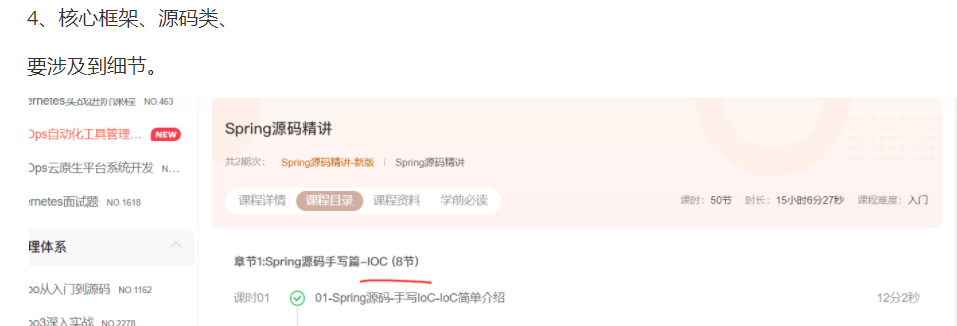 4、核心框架、源码类、
要涉及到细节。
ernetes实战进阶课程 NO.463
Ops自动化工具管理... NEW
Ops云原生平台系统开发 N...
ernetes面试题 NO.1618
理体系
oo从入门到源码 NO.1162
oo3深入实战 NO.2278
Spring源码精讲
共2期次: Spring源码精讲-新版 | Spring源码精讲
课程详情 课程目录 课程资料 学前必读
课时: 50节 时长: 15小时6分27秒 课程难度: 入门
章节1:Spring源码手写篇-IOC (8节)
课时01 01-Spring源码-手写IoC-IoC简单介绍 12分2秒